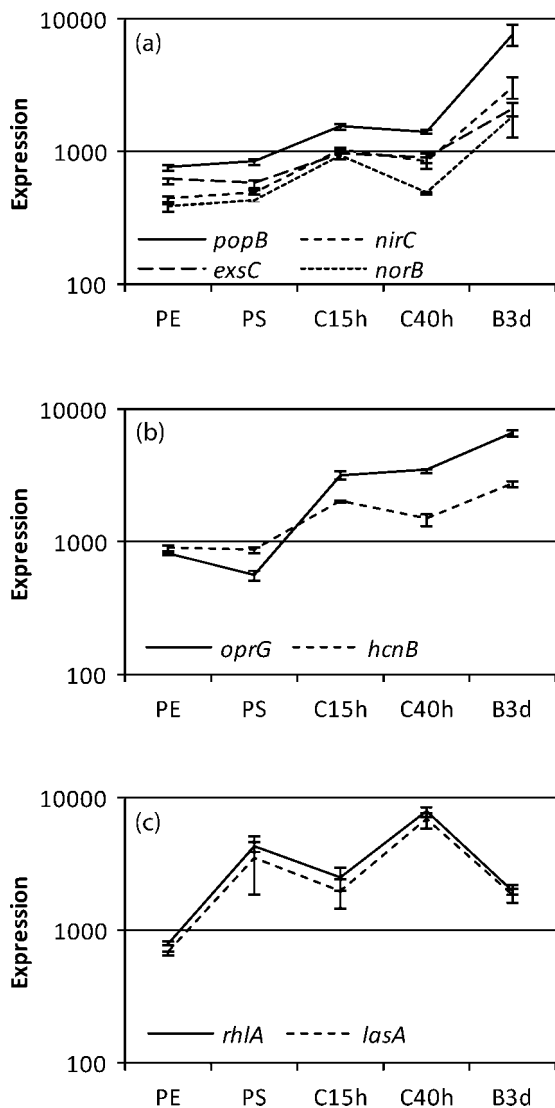 10000
(a)
Expression
1000
popB nirC
exsC norB
100
PE PS C15h C40h B3d
10000
(b)
Expression
1000
oprG hcnB
100
PE PS C15h C40h B3d
10000
(c)
Expression
1000
rhlA lasA
100
PE PS C15h C40h B3d